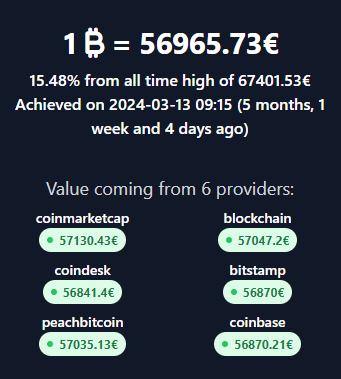 1 ₿ = 56965.73€
15.48% from all time high of 67401.53€
Achieved on 2024-03-13 09:15 (5 months, 1
week and 4 days ago)
Value coming from 6 providers:
coinmarketcap
57130.43€
blockchain
57047.2€
coindesk
56841.4€
bitstamp
56870€
peachbitcoin
57035.13€
coinbase
56870.21€